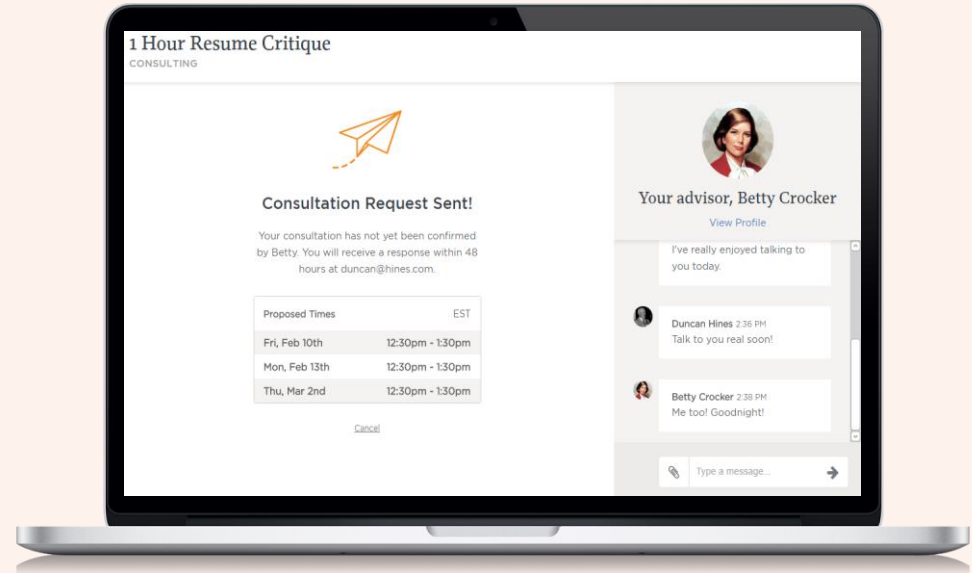 1 Hour Resume Critique
CONSULTING
Consultation Request Sent!
Your consultation has not yet been confirmed
by Betty. You will receive a response within 48
hours at duncan@hines.com.
Proposed Times EST
Fri, Feb 10th 12:30pm - 1:30pm
Mon, Feb 13th 12:30pm - 1:30pm
Thu, Mar 2nd 12:30pm - 1:30pm
Cancel
Your advisor, Betty Crocker
View Profile
I've really enjoyed talking to
you today.
Duncan Hines 2:36 PM
Talk to you real soon!
Betty Crocker 2:38 PM
Me too! Goodnight!
Type a message...